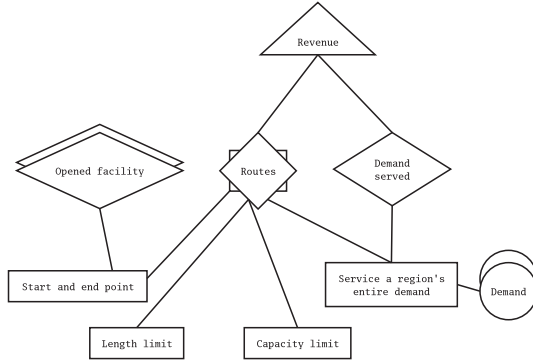 Revenue
Opened facility
Routes
Demand
served
Start and end point
Service a region's
entire demand
Demand
Length limit
Capacity limit